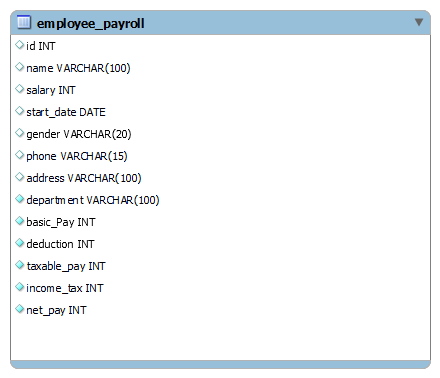 employee_payroll
id INT
name VARCHAR(100)
salary INT
start_date DATE
gender VARCHAR(20)
phone VARCHAR(15)
address VARCHAR(100)
department VARCHAR(100)
basic_Pay INT
deduction INT
taxable_pay INT
income_tax INT
net_pay INT